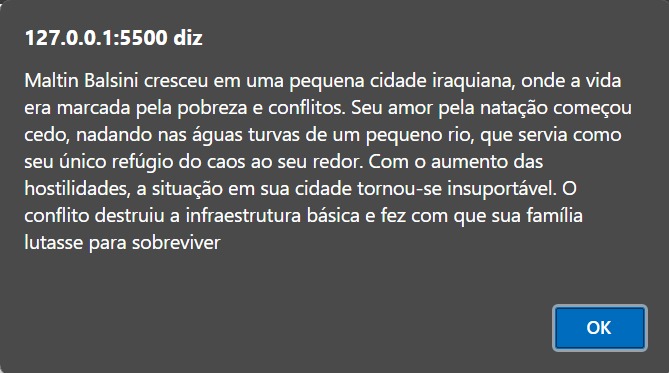 127.0.0.1:5500 diz
Maltin Balsini cresceu em uma pequena cidade iraquiana, onde a vida
era marcada pela pobreza e conflitos. Seu amor pela natação começou
cedo, nadando nas águas turvas de um pequeno rio, que servia como
seu único refúgio do caos ao seu redor. Com o aumento das
hostilidades, a situação em sua cidade tornou-se insuportável. O
conflito destruiu a infraestrutura básica e fez com que sua família
lutasse para sobreviver
OK